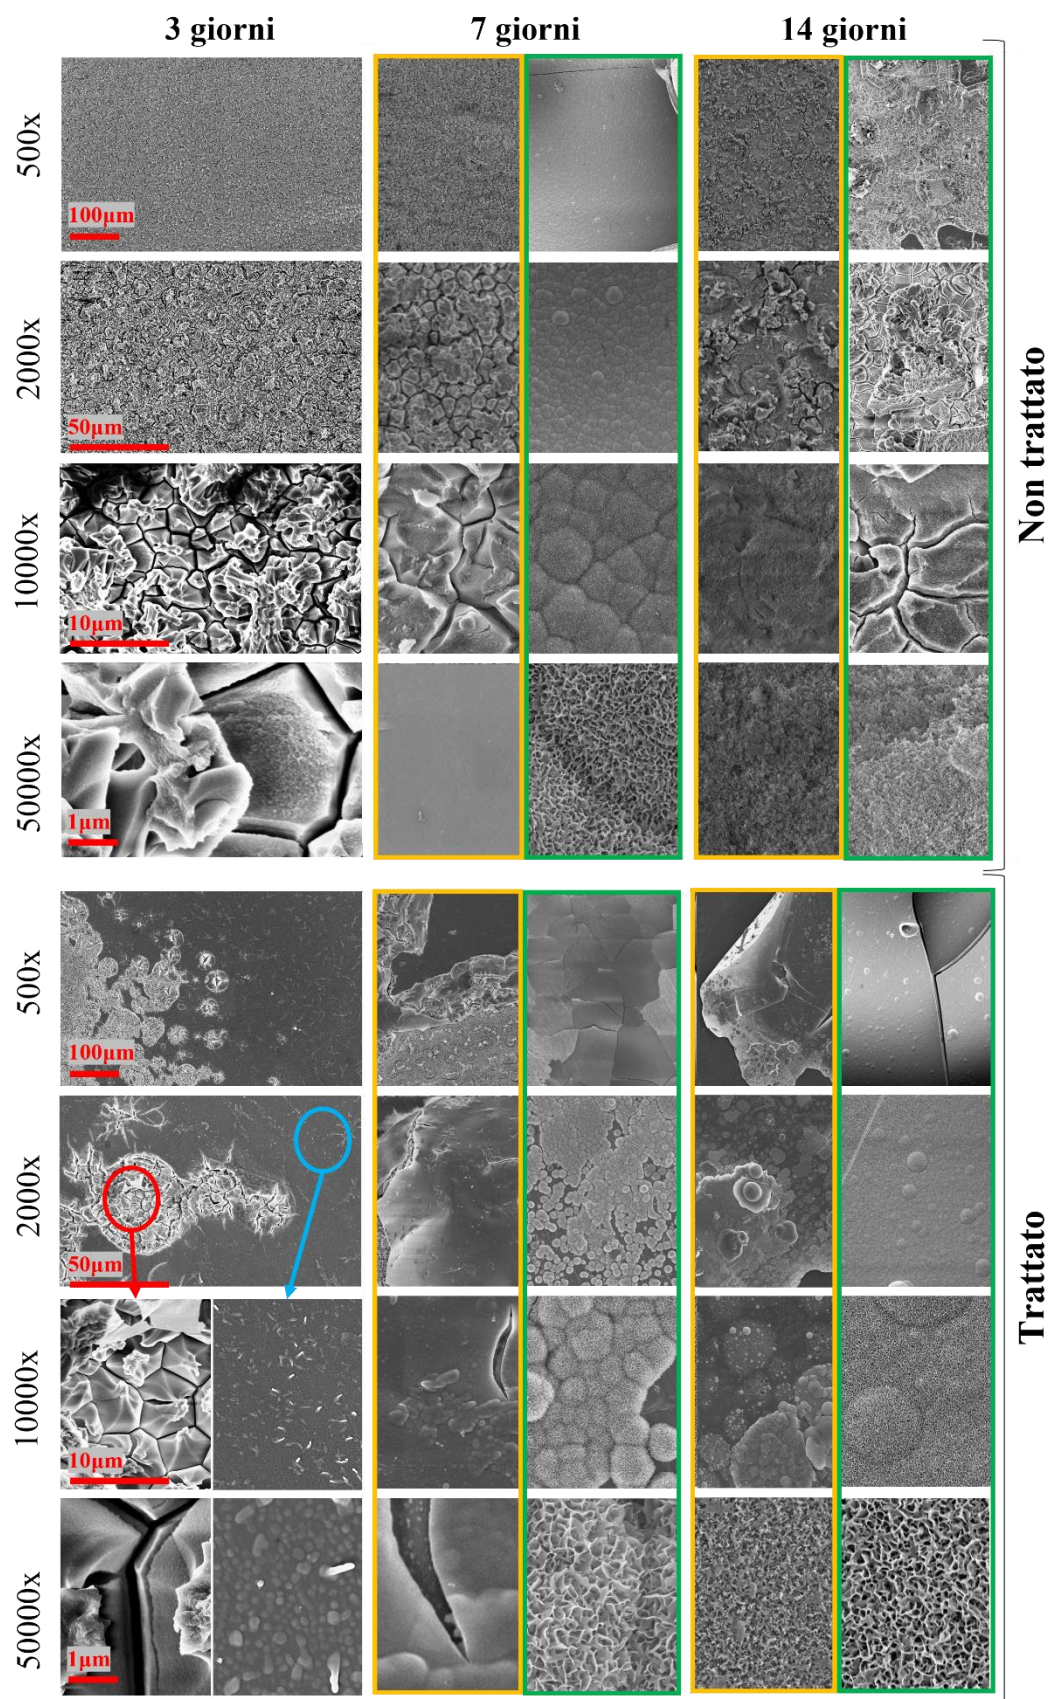 3 giorni 7 giorni 14 giorni
500x
100μm
2000x
50μm
10000x
10μm
50000x
1μm
Non trattato
500x
100μm
2000x
50μm
10000x
10μm
50000x
1μm
Trattato